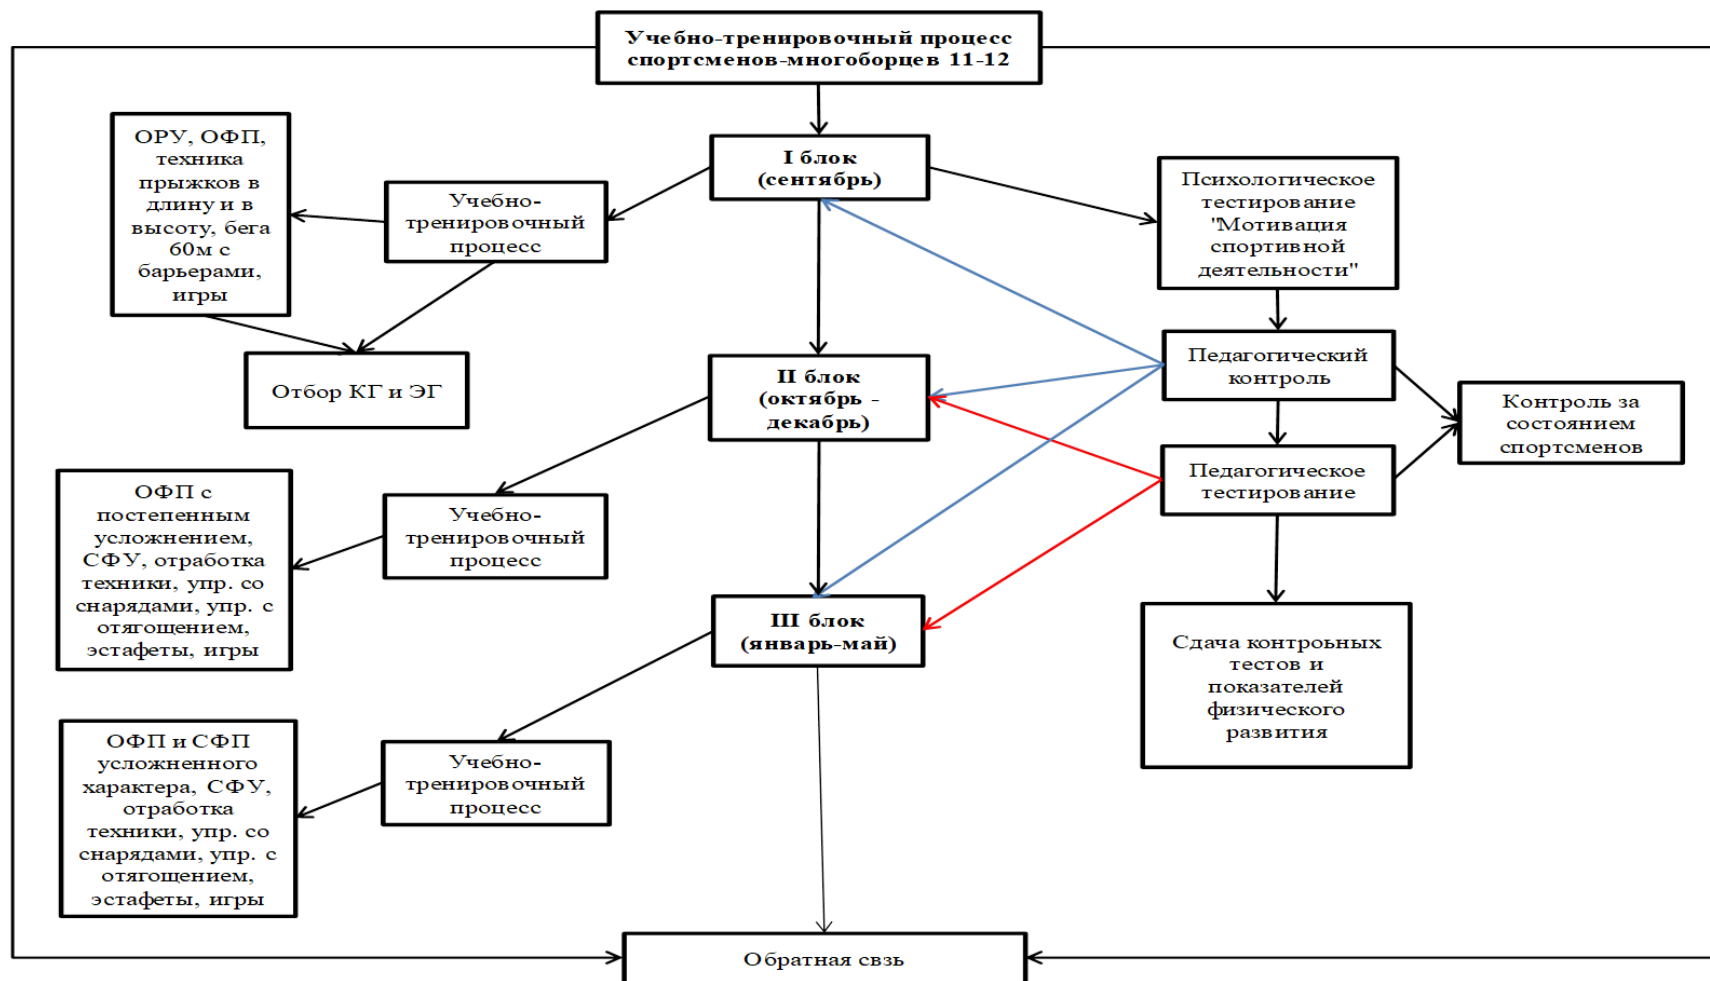 Учебно-тренировочный процесс
спортсменов-многоборцев 11-12
ОРУ, ОФП,
техника
прыжков в
длину и в
высоту, бега
60м с
барьерами,
игры
Учебно-
тренировочный
процесс
I блок
(сентябрь)
Психологическое
тестирование
"Мотивация
спортивной
деятельности"
Отбор КГ и ЭГ
II блок
(октябрь -
декабрь)
Педагогический
контроль
Контроль за
состоянием
спортсменов
Педагогическое
тестирование
ОФП с
постепенным
усложнением,
СФУ, отработка
техники, упр. со
снарядами, упр. с
отягощением,
эстафеты, игры
Учебно-
тренировочный
процесс
III блок
(январь-май)
Сдача контроьных
тестов и
показателей
физического
развития
ОФП и СФП
усложненного
характера, СФУ,
отработка
техники, упр. со
снарядами, упр. с
отягощением,
эстафеты, игры
Учебно-
тренировочный
процесс
Обратная свзь